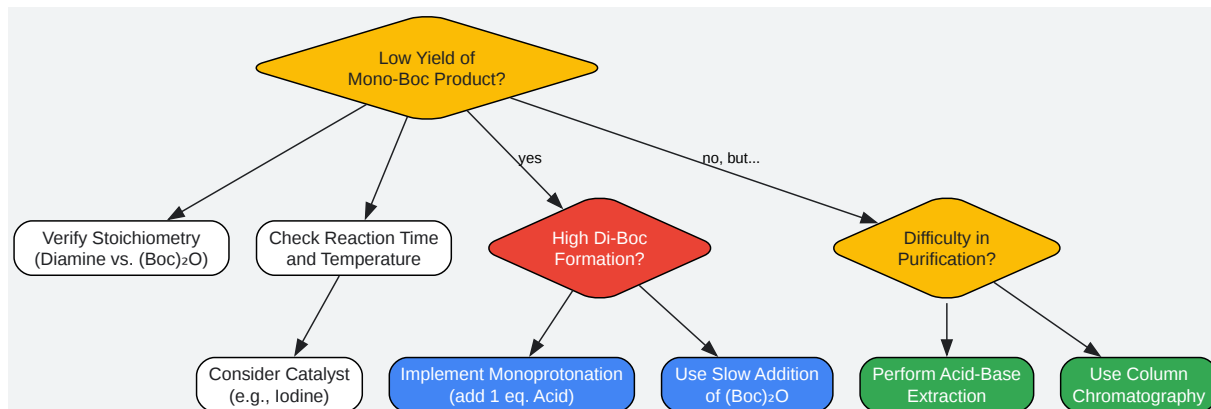 Low Yield of
Mono-Boc Product?
yes
no, but...
Verify Stoichiometry
(Diamine vs. (Boc)₂O)
Check Reaction Time
and Temperature
High Di-Boc
Formation?
Difficulty in
Purification?
Consider Catalyst
(e.g., Iodine)
Implement Monoprotonation
(add 1 eq. Acid)
Use Slow Addition
of (Boc)₂O
Perform Acid-Base
Extraction
Use Column
Chromatography